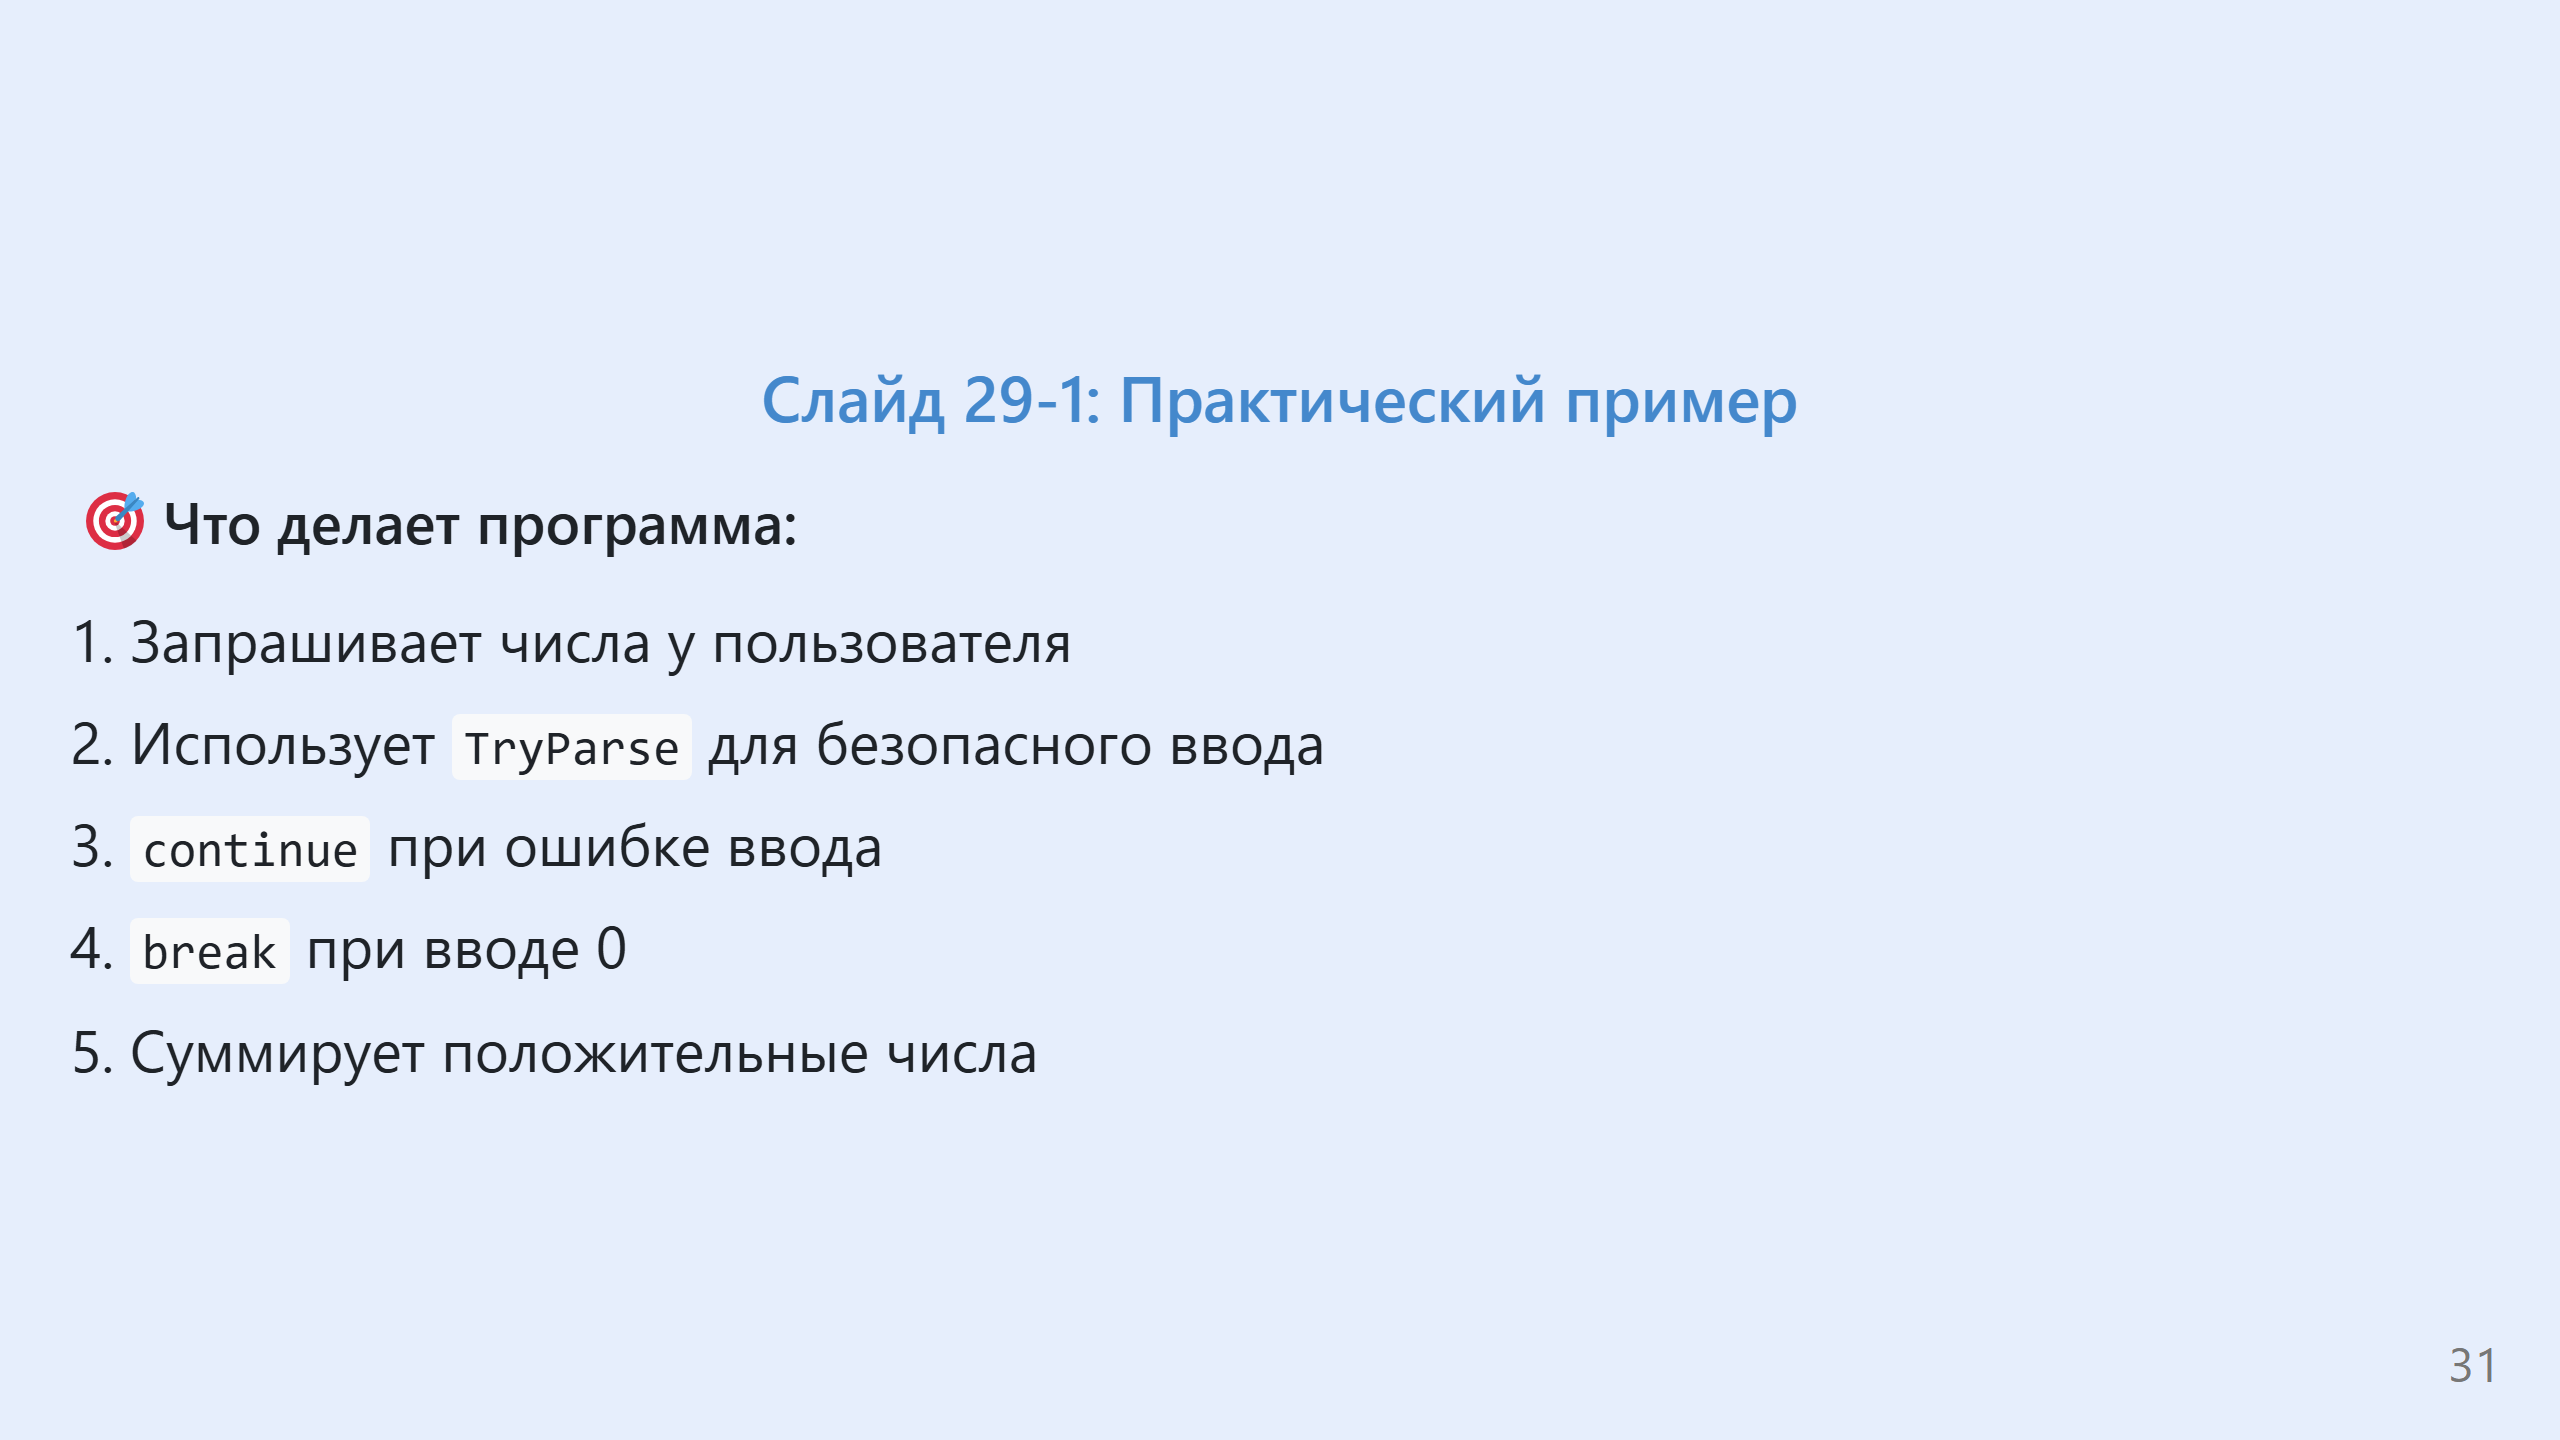 Слайд 29-1: Практический пример
🎯 Что делает программа:
1. Запрашивает числа у пользователя
2. Использует TryParse для безопасного ввода
3. continue при ошибке ввода
4. break при вводе 0
5. Суммирует положительные числа
31